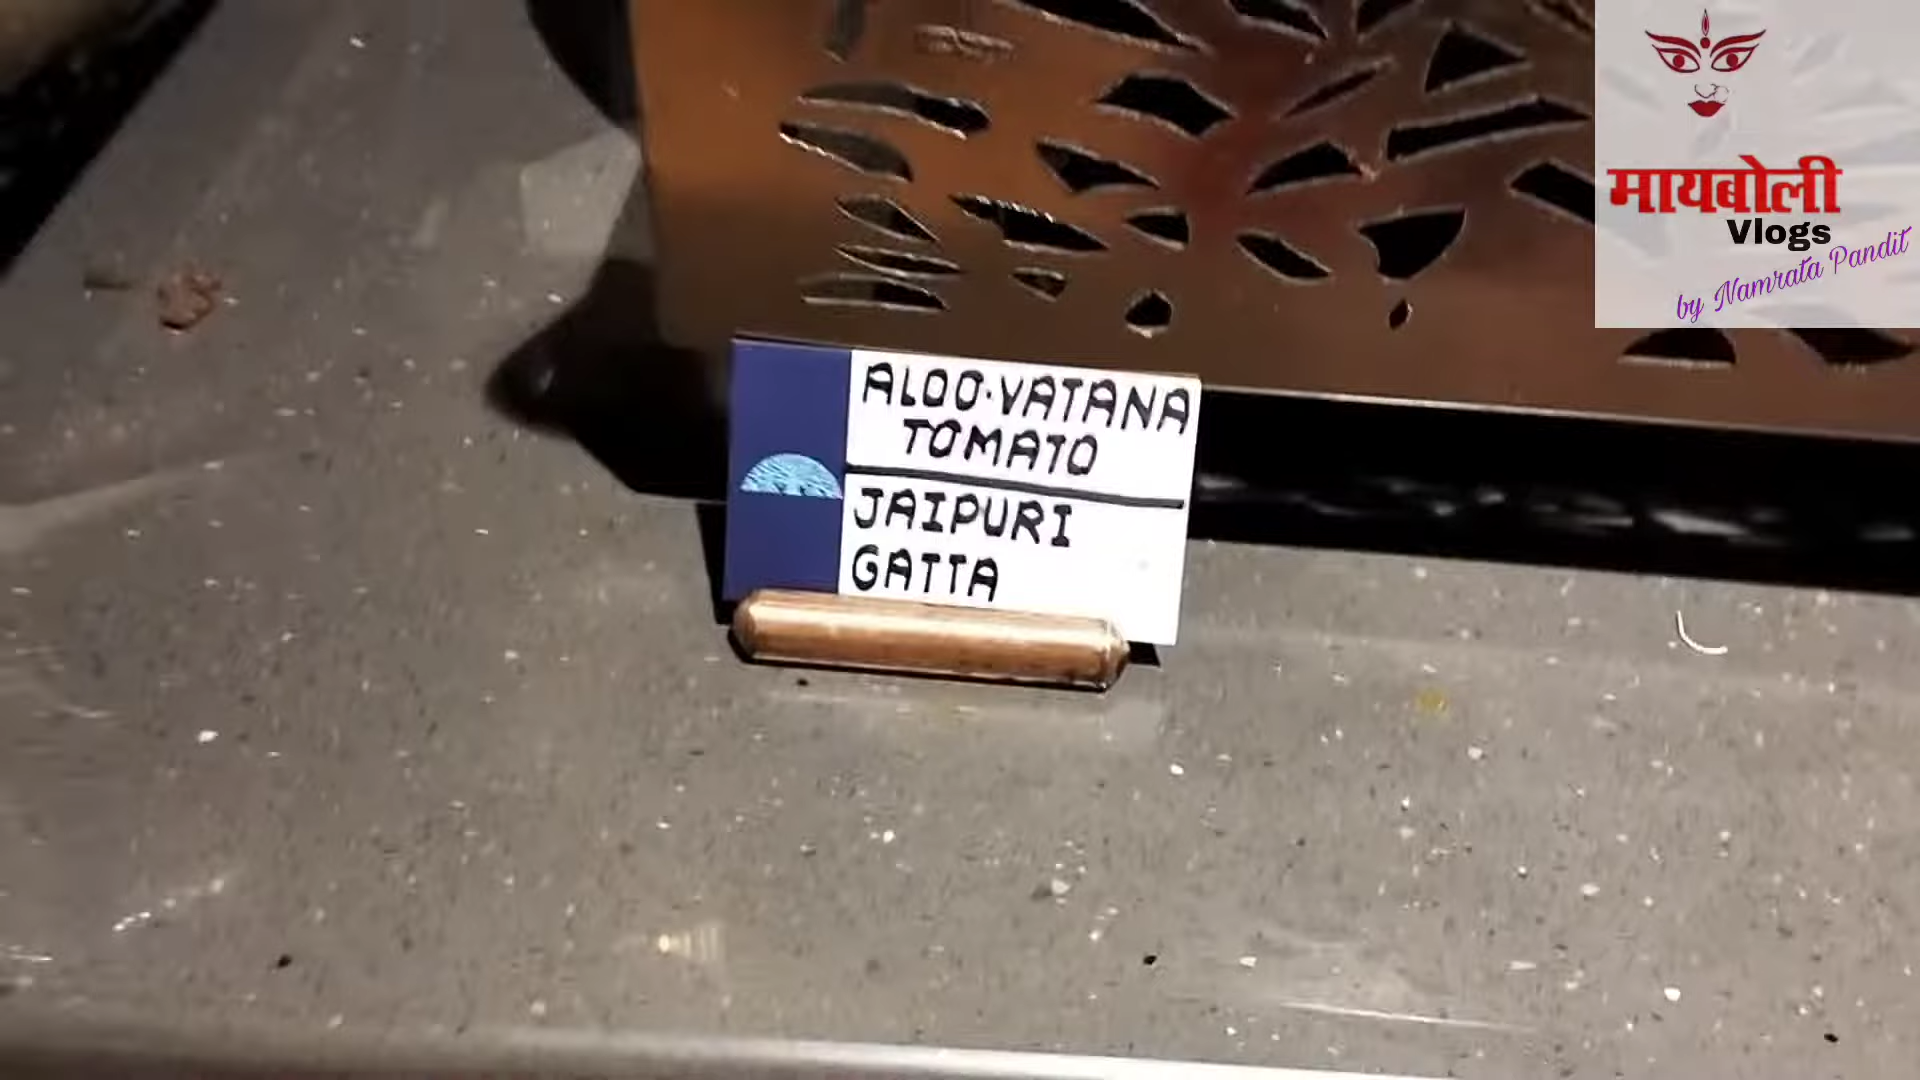 ALOO·VATANA
TOMATO
JAIPURI
GATTA
मायबोली
Vlogs
by Namrata Pandit